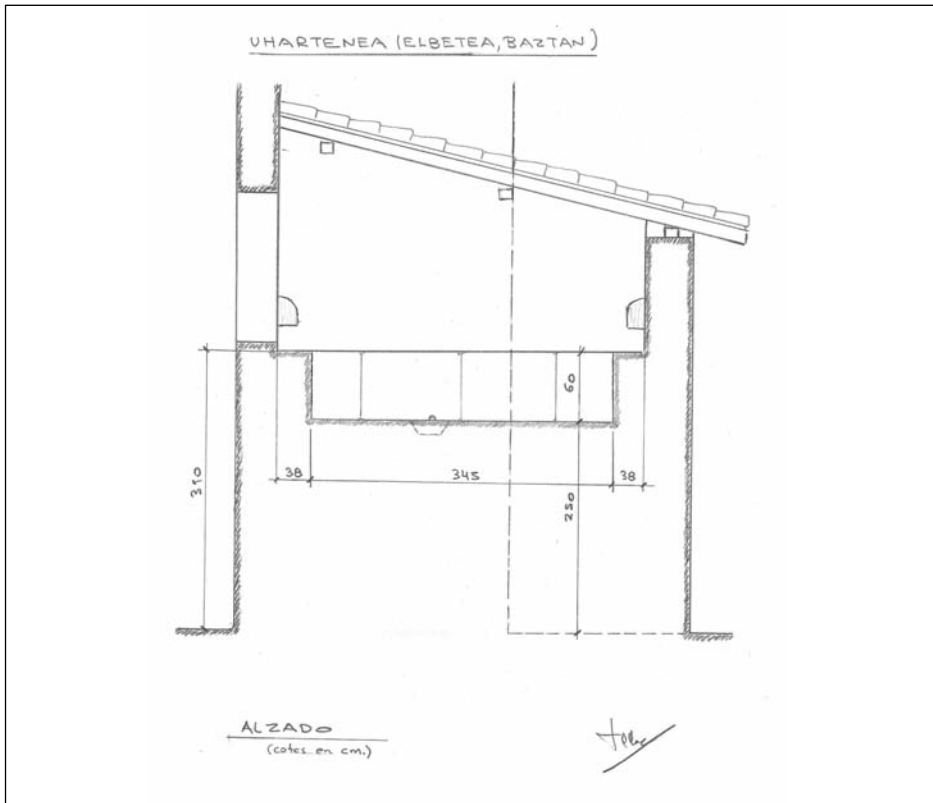 UHARTENEA (ELBETEA, BAZTAN)
60
310
38
345
38
250
ALZADO
(cotas en cm.)